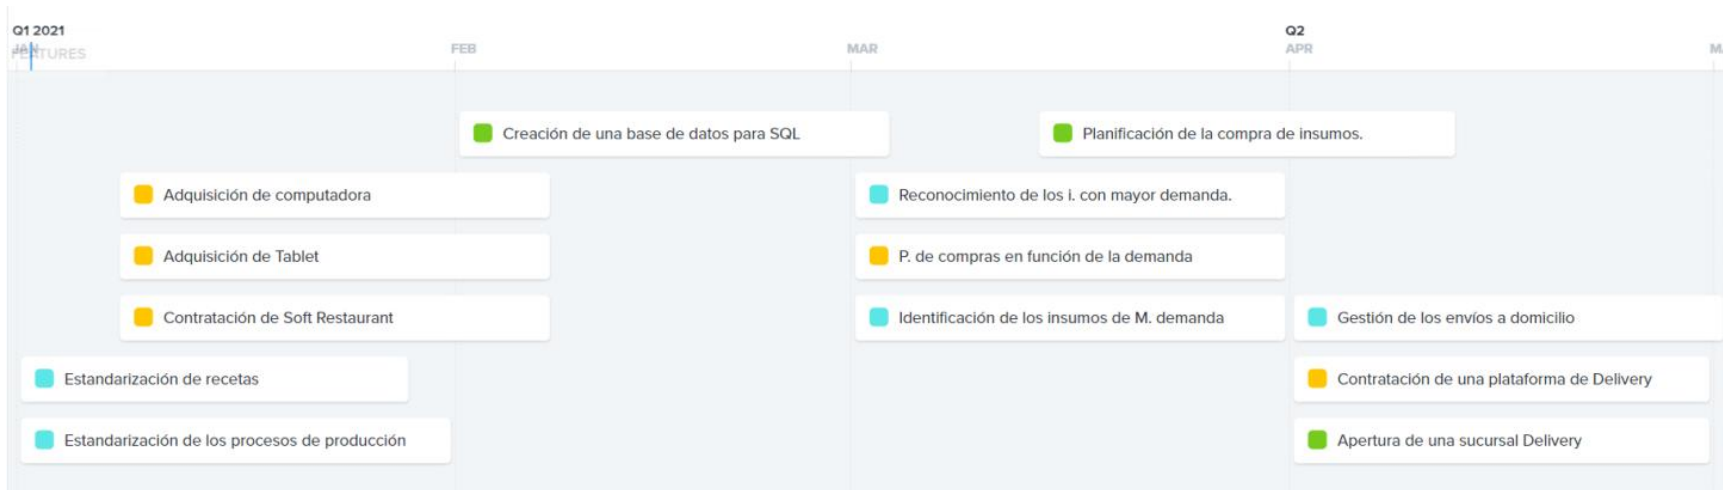 Q1 2021
Q2
JAN
FEB
MAR
APR
FEATURES
Creación de una base de datos para SQL
Planificación de la compra de insumos.
Adquisición de computadora
Reconocimiento de los i. con mayor demanda.
Adquisición de Tablet
P. de compras en función de la demanda
Contratación de Soft Restaurant
Identificación de los insumos de M. demanda
Gestión de los envíos a domicilio
Estandarización de recetas
Contratación de una plataforma de Delivery
Estandarización de los procesos de producción
Apertura de una sucursal Delivery